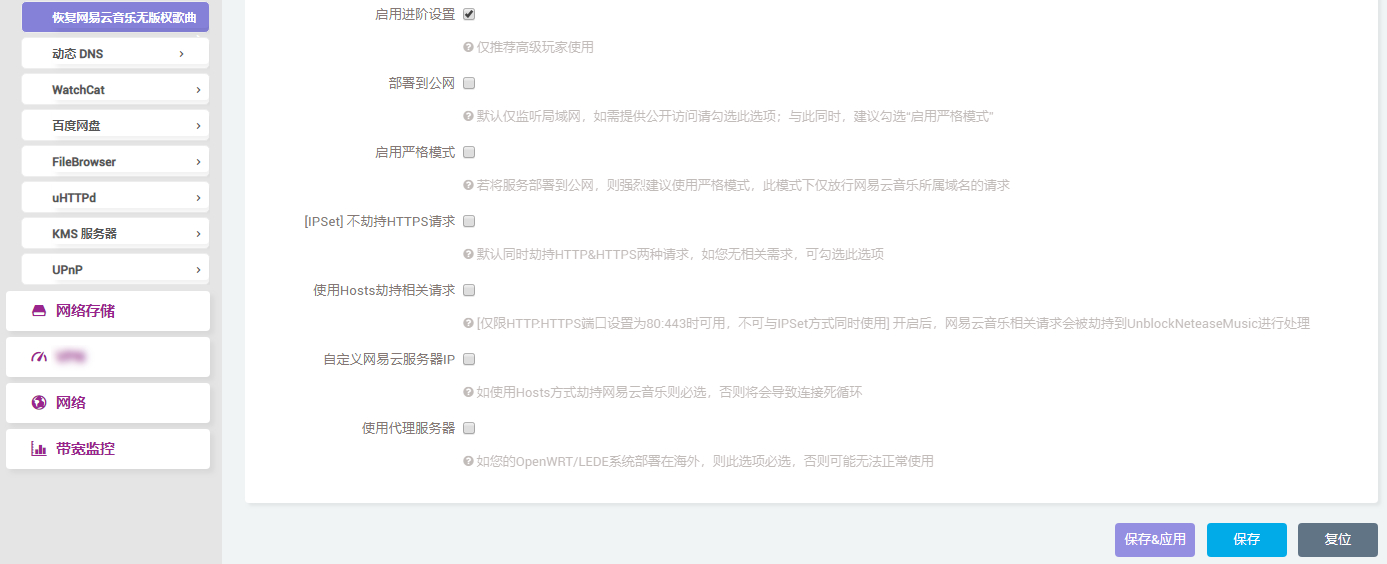 恢复网易云音乐无版权歌曲
动态 DNS
WatchCat
百度网盘
FileBrowser
uHTTPd
KMS 服务器
UPnP
网络存储
网络
带宽监控
启用进阶设置
仅推荐高级玩家使用
部署到公网
默认仅监听局域网，如需提供公开访问请勾选此选项；与此同时，建议勾选“启用严格模式”
启用严格模式
若将服务部署到公网，则强烈建议使用严格模式，此模式下仅放行网易云音乐所属域名的请求
[IPSet] 不劫持HTTPS请求
默认同时劫持HTTP&HTTPS两种请求，如您无相关需求，可勾选此选项
使用Hosts劫持相关请求
[仅限HTTP:HTTPS端口设置为80:443时可用，不可与IPSet方式同时使用] 开启后，网易云音乐相关请求会被劫持到UnblockNeteaseMusic进行处理
自定义网易云服务器IP
如使用Hosts方式劫持网易云音乐则必选，否则将会导致连接死循环
使用代理服务器
如您的OpenWRT/LEDE系统部署在海外，则此选项必选，否则可能无法正常使用
保存&应用
保存
复位